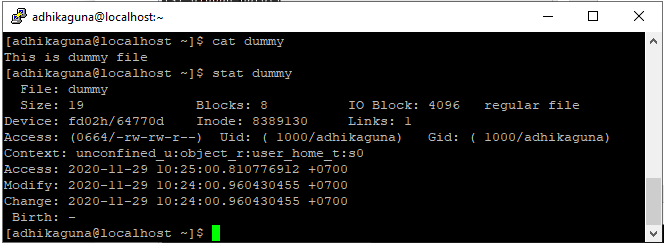 adhikaguna@localhost:~
[adhikaguna@localhost ~]$ cat dummy
This is dummy file
[adhikaguna@localhost ~]$ stat dummy
  File: dummy
  Size: 19              Blocks: 8          IO Block: 4096   regular file
Device: fd02h/64770d    Inode: 8389130     Links: 1
Access: (0664/-rw-rw-r--)  Uid: ( 1000/adhikaguna)   Gid: ( 1000/adhikaguna)
Context: unconfined_u:object_r:user_home_t:s0
Access: 2020-11-29 10:25:00.810776912 +0700
Modify: 2020-11-29 10:24:00.960430455 +0700
Change: 2020-11-29 10:24:00.960430455 +0700
 Birth: -
[adhikaguna@localhost ~]$